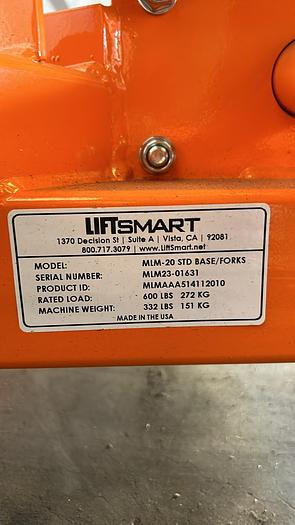 LIFTSMART
1370 Decision St | Suite A | Vista, CA | 92081
800.717.3079 | www.LiftSmart.net
MODEL: MLM-20 STD BASE/FORKS
SERIAL NUMBER: MLM23-01631
PRODUCT ID: MLMAAA514112010
RATED LOAD: 600 LBS 272 KG
MACHINE WEIGHT: 332 LBS 151 KG
MADE IN THE USA